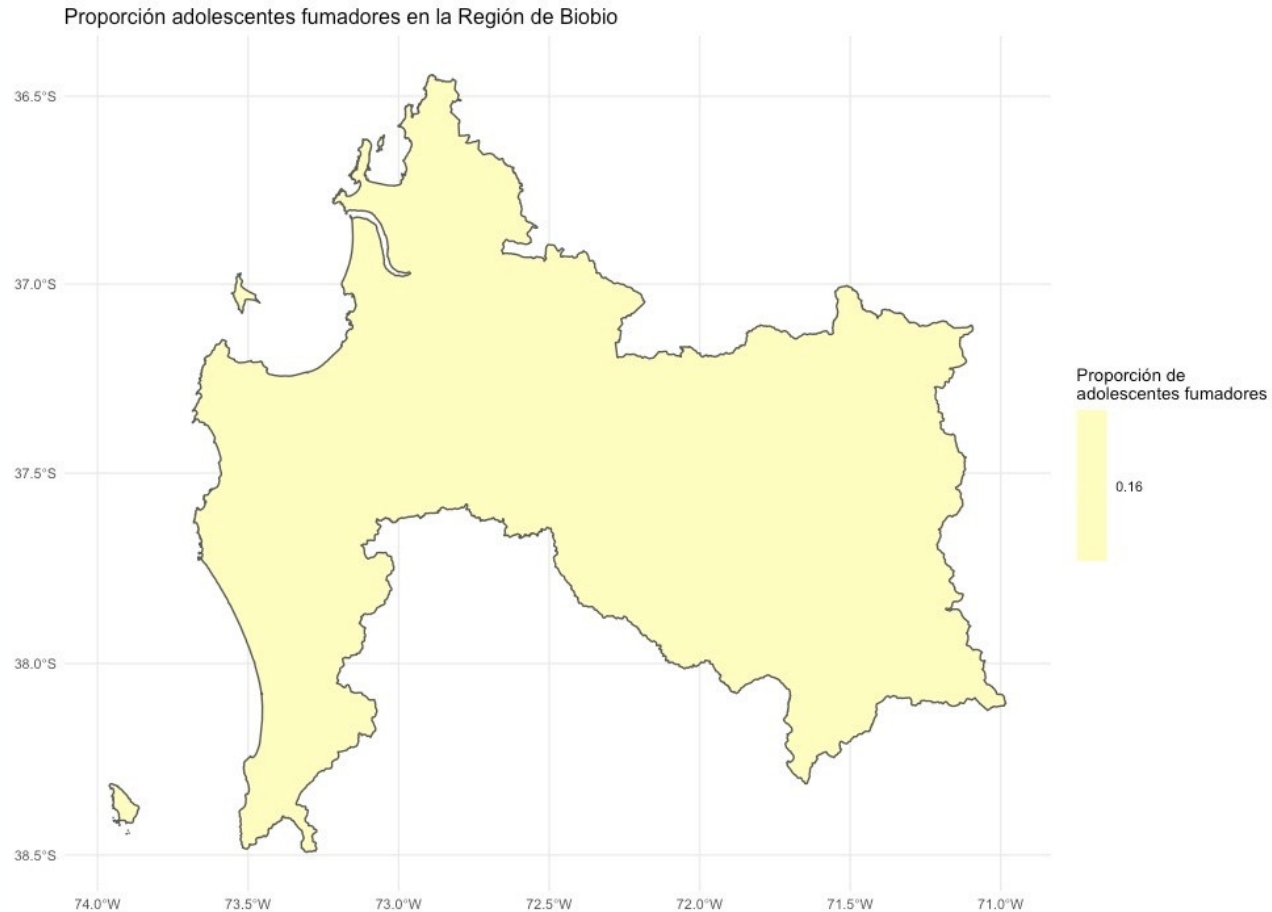 Proporción adolescentes fumadores en la Región de Biobio
36.5°S
37.0°S
37.5°S
38.0°S
38.5°S
74.0°W
73.5°W
73.0°W
72.5°W
72.0°W
71.5°W
71.0°W
Proporción de
adolescentes fumadores
0.16